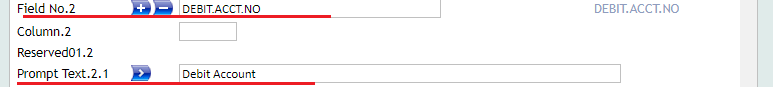 Field No.2 DEBIT.ACCT.NO DEBIT.ACCT.NO
Column.2
Reserved01.2
Prompt Text.2.1 Debit Account